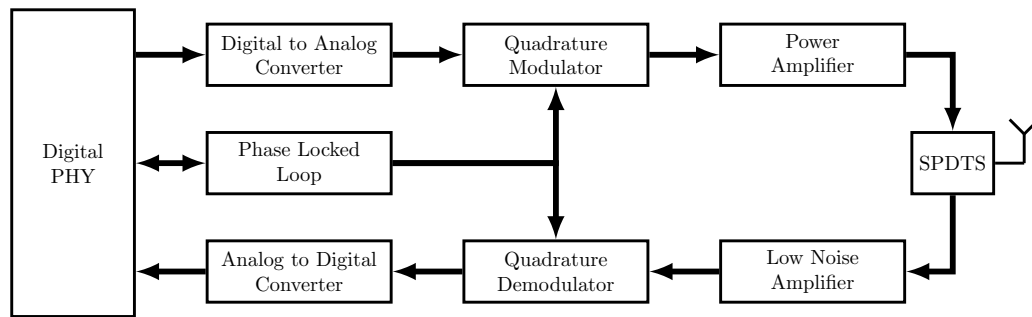 Digital
PHY
Digital to Analog
Converter
Quadrature
Modulator
Power
Amplifier
Phase Locked
Loop
SPDTS
Analog to Digital
Converter
Quadrature
Demodulator
Low Noise
Amplifier